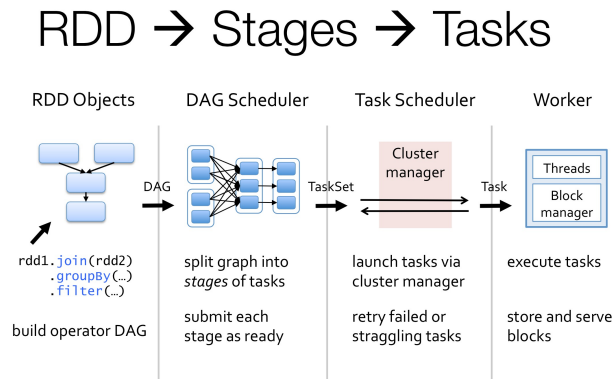 RDD → Stages → Tasks
RDD Objects
DAG Scheduler
Task Scheduler
Worker
DAG
TaskSet
Cluster
manager
Task
Threads
Block
manager
rdd1.join(rdd2)
.groupBy(…)
.filter(…)
build operator DAG
split graph into
stages of tasks
submit each
stage as ready
launch tasks via
cluster manager
retry failed or
straggling tasks
execute tasks
store and serve
blocks